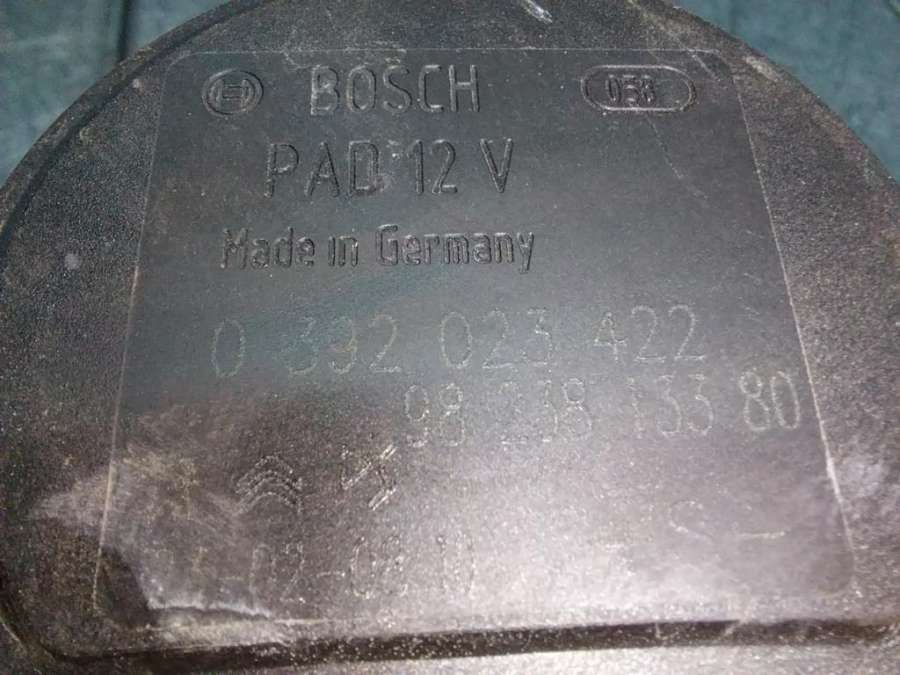 BOSCH 058
PAD 12 V
Made in Germany
0 392 023 422
98 238 133 80
- S -